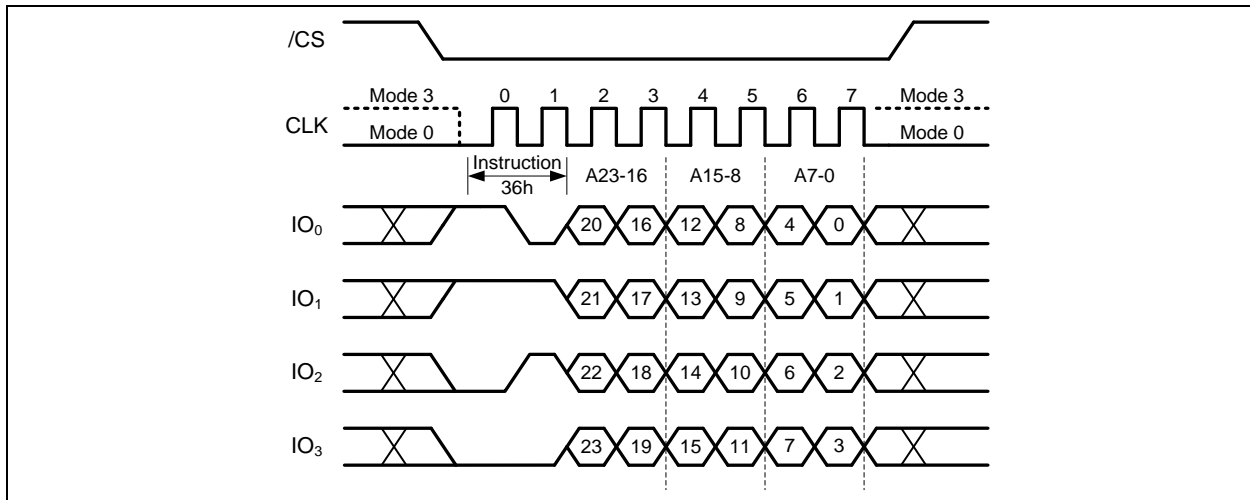 /CS
Mode 3 0 1 2 3 4 5 6 7 Mode 3
CLK
Mode 0 Mode 0
Instruction
36h
A23-16 A15-8 A7-0
IO₀ 20 16 12 8 4 0
IO₁ 21 17 13 9 5 1
IO₂ 22 18 14 10 6 2
IO₃ 23 19 15 11 7 3